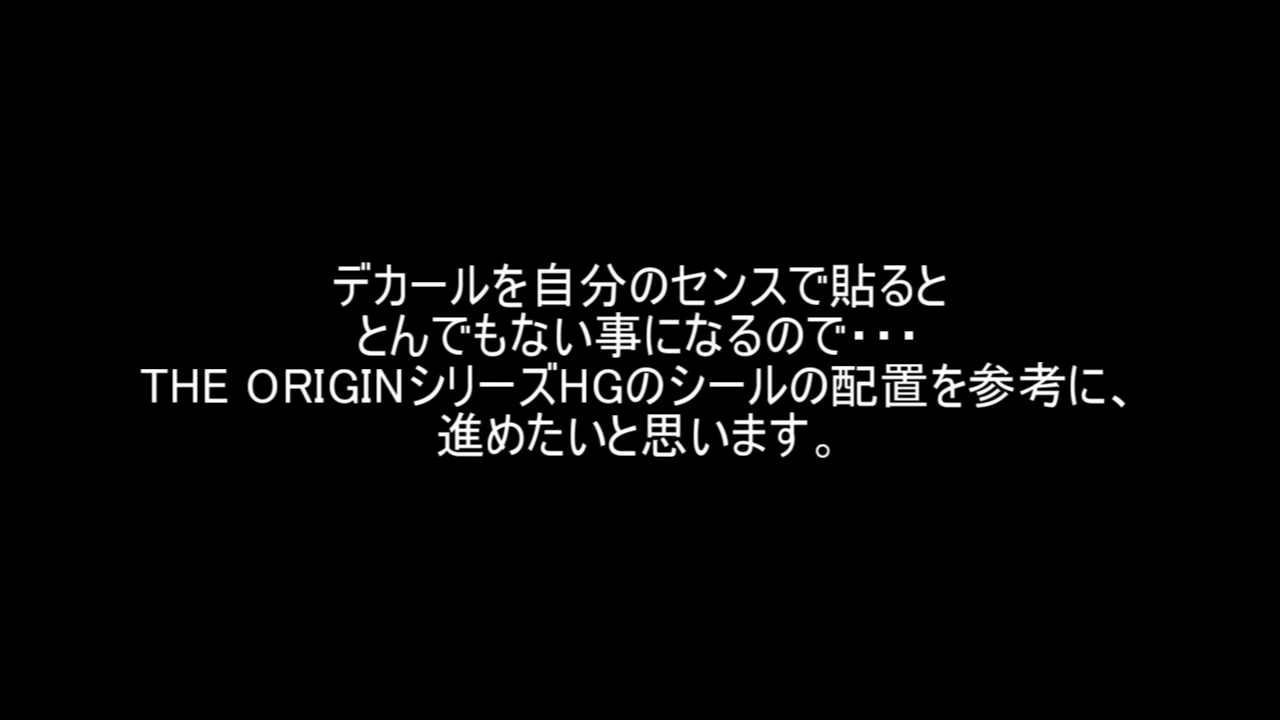 デカールを自分のセンスで貼ると
とんでもない事になるので・・・
THE ORIGINシリーズHGのシールの配置を参考に、
進めたいと思います。